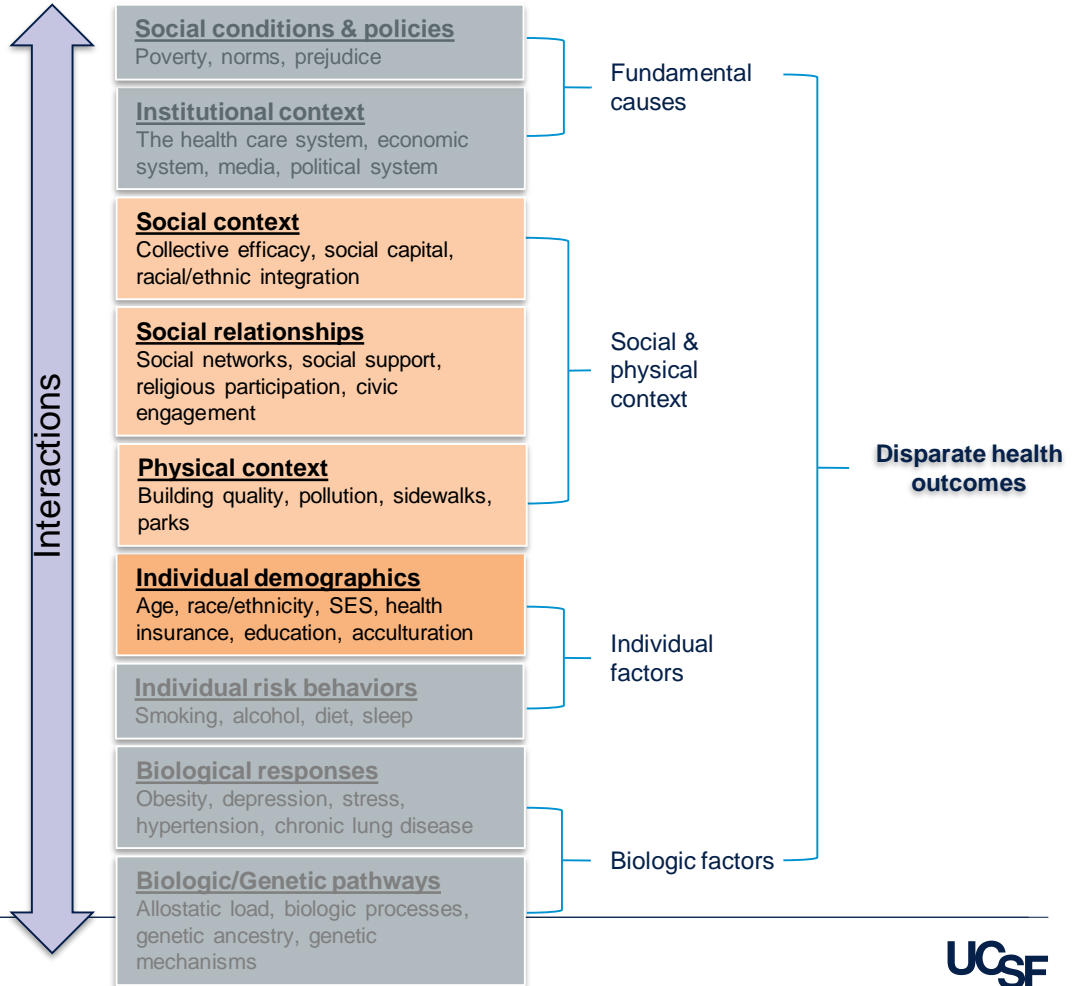 Social conditions & policies
Poverty, norms, prejudice
Institutional context
The health care system, economic
system, media, political system
Social context
Collective efficacy, social capital,
racial/ethnic integration
Social relationships
Social networks, social support,
religious participation, civic
engagement
Physical context
Building quality, pollution, sidewalks,
parks
Individual demographics
Age, race/ethnicity, SES, health
insurance, education, acculturation
Individual risk behaviors
Smoking, alcohol, diet, sleep
Biological responses
Obesity, depression, stress,
hypertension, chronic lung disease
Biologic/Genetic pathways
Allostatic load, biologic processes,
genetic ancestry, genetic
mechanisms
Interactions
Fundamental
causes
Social &
physical
context
Individual
factors
Biologic factors
Disparate health
outcomes
UCSF